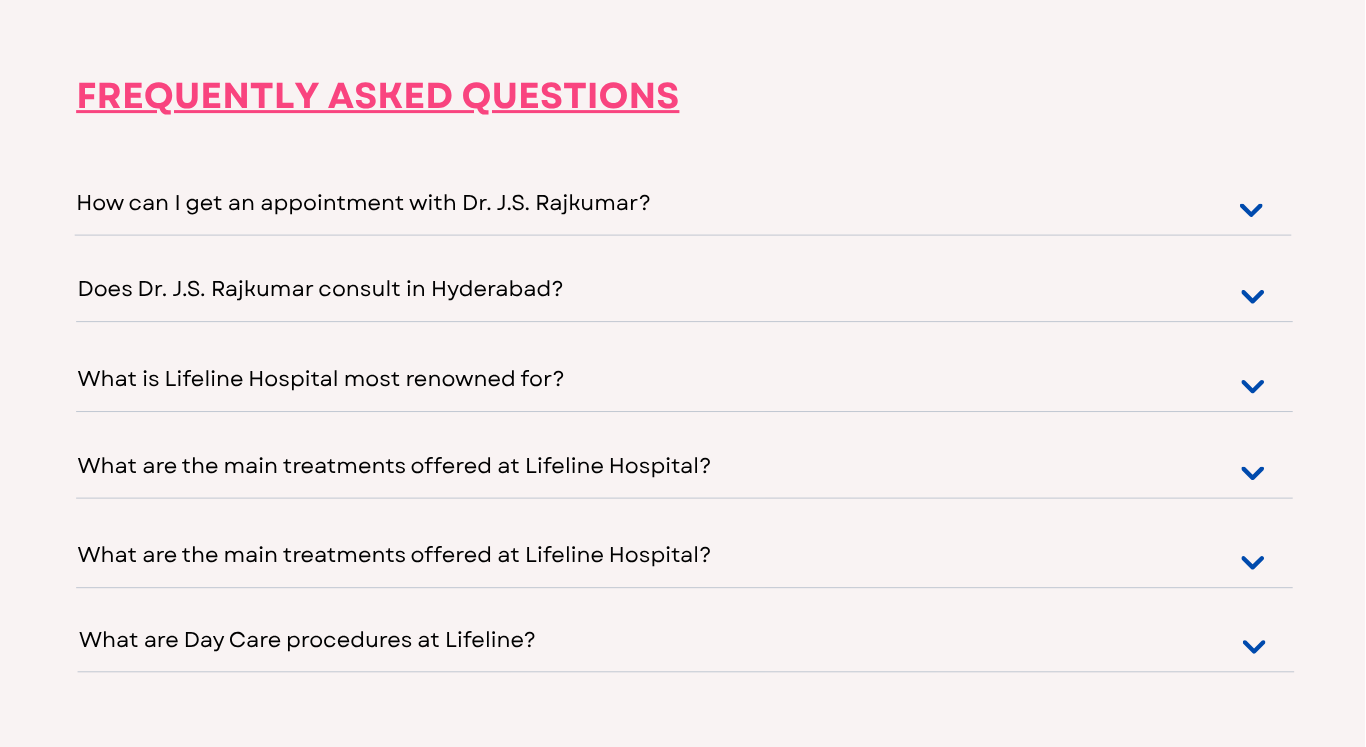 FREQUENTLY ASKED QUESTIONS
How can I get an appointment with Dr. J.S. Rajkumar?
Does Dr. J.S. Rajkumar consult in Hyderabad?
What is Lifeline Hospital most renowned for?
What are the main treatments offered at Lifeline Hospital?
What are the main treatments offered at Lifeline Hospital?
What are Day Care procedures at Lifeline?